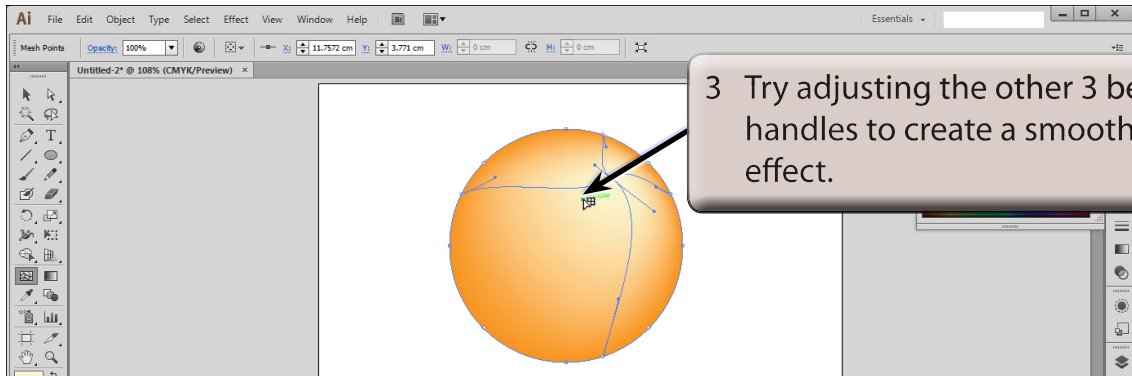 Ai File Edit Object Type Select Effect View Window Help Br Essentials
Mesh Points Opacity: 100% X: 11.7572 cm Y: 3.771 cm W: 0 cm H: 0 cm
Untitled-2* @ 108% (CMYK/Preview) ×
3 Try adjusting the other 3 be
handles to create a smooth
effect.